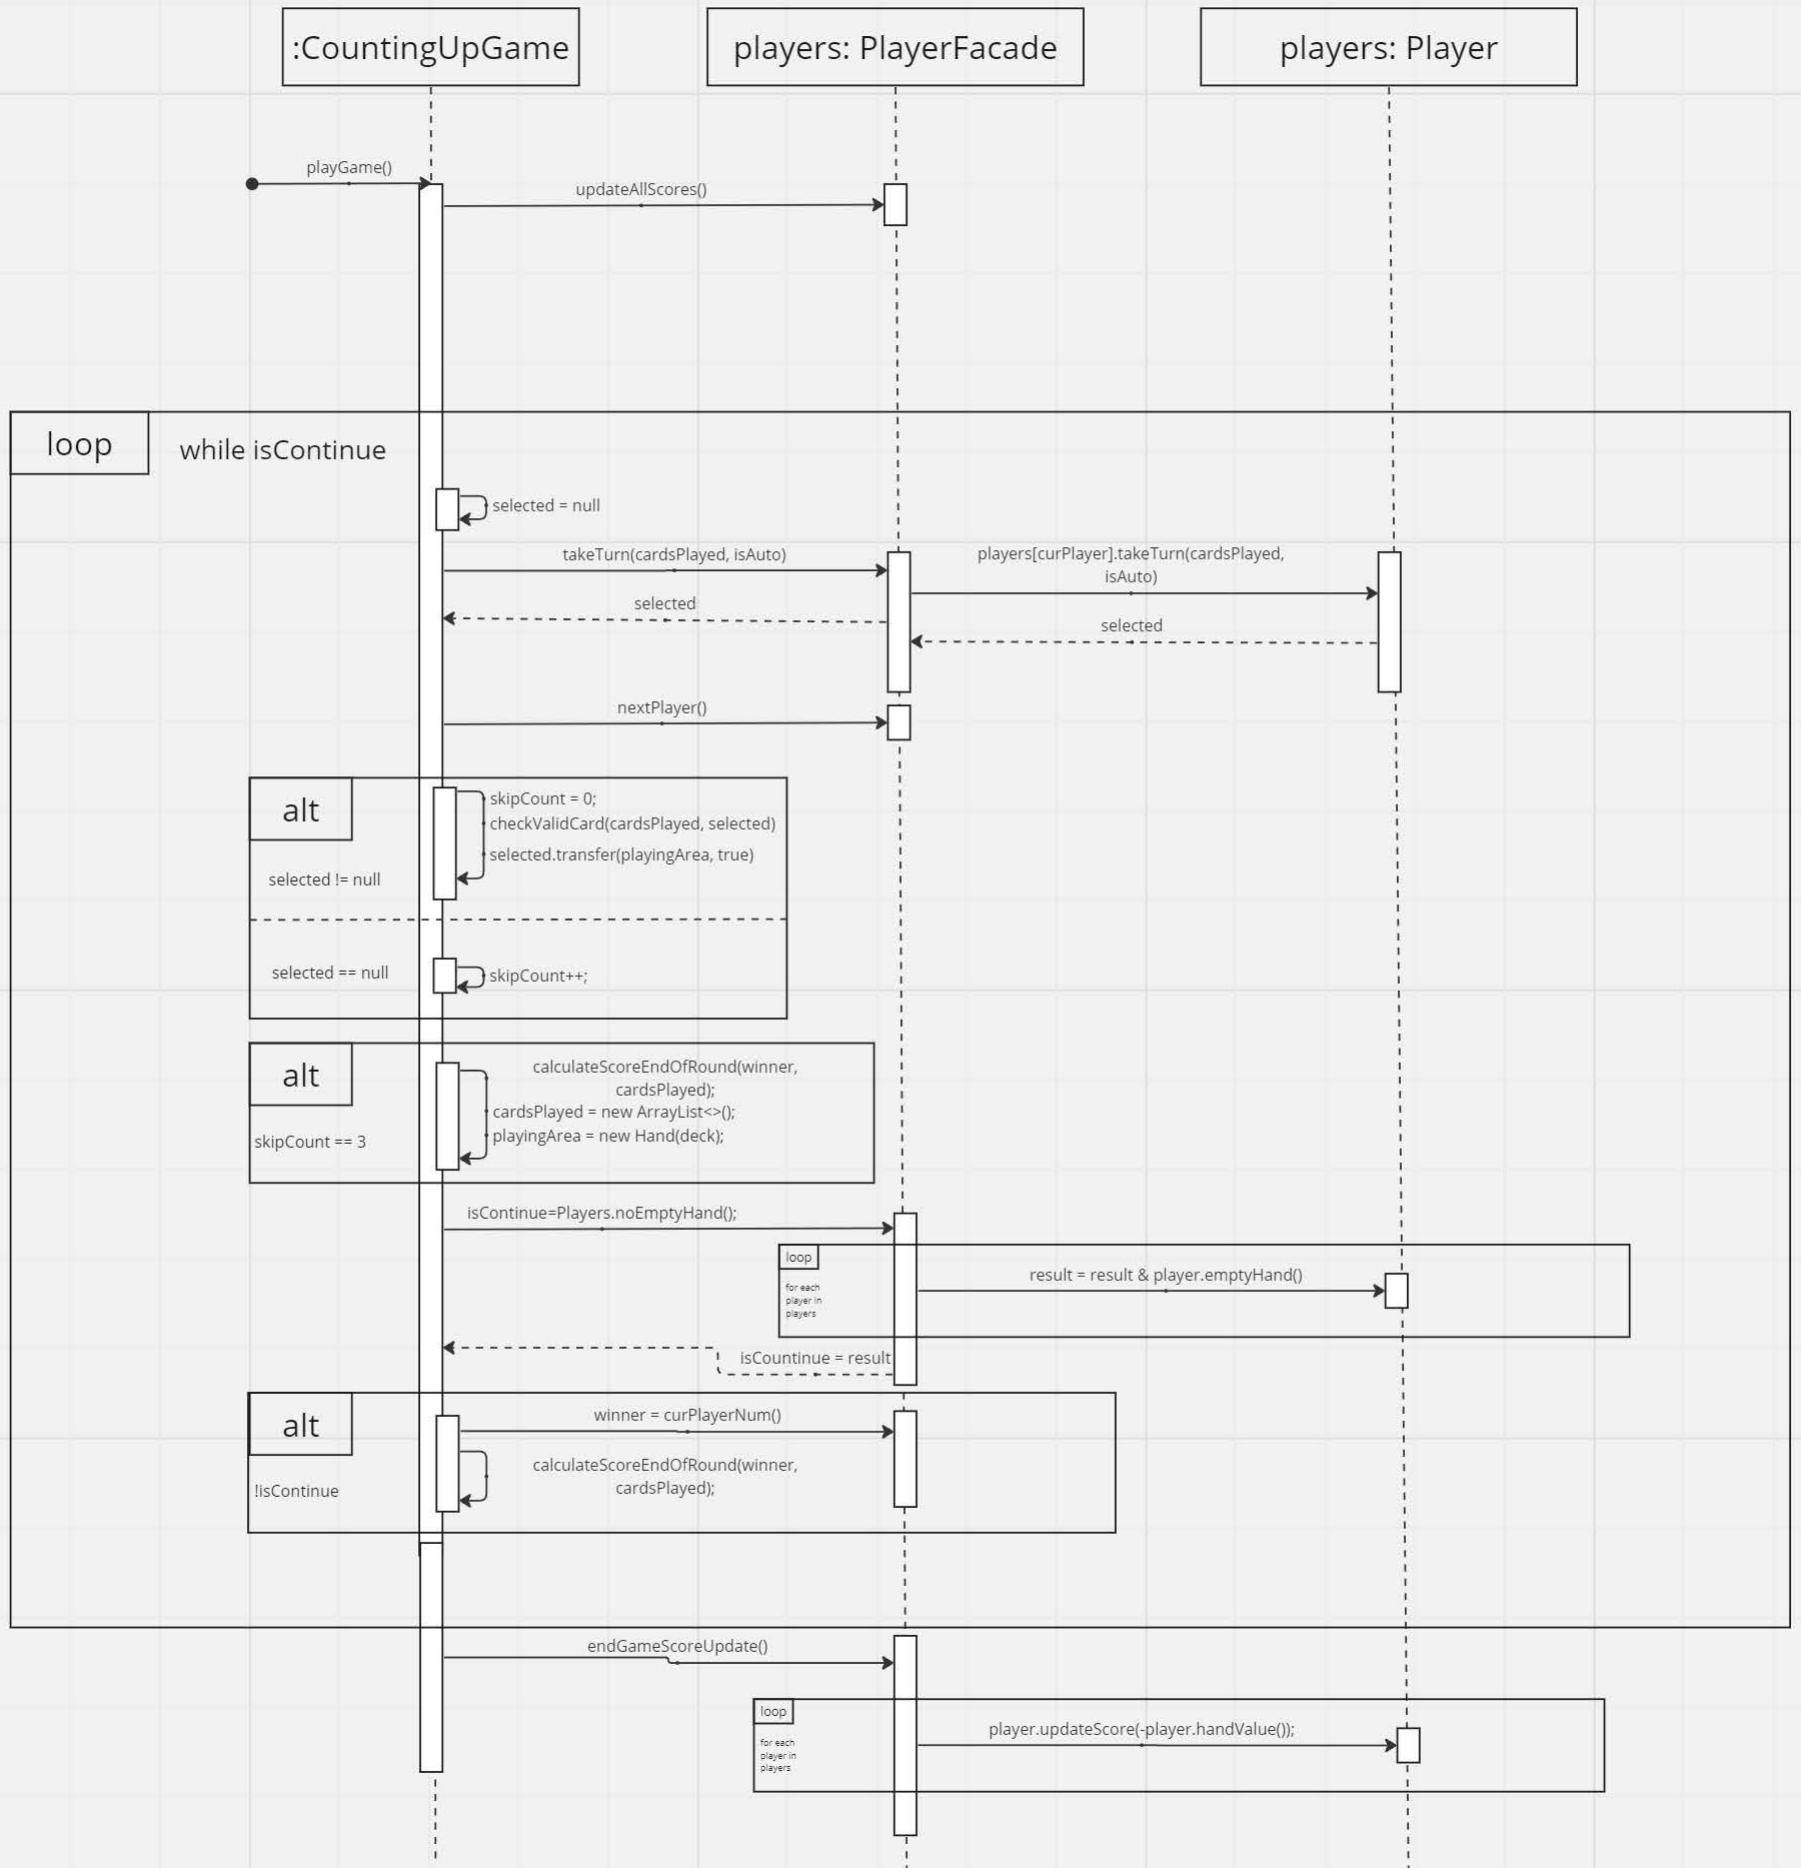 :CountingUpGame
players: PlayerFacade
players: Player
playGame()
updateAllScores()
loop
while isContinue
selected = null
takeTurn(cardsPlayed, isAuto)
players[curPlayer].takeTurn(cardsPlayed,
isAuto)
selected
selected
nextPlayer()
alt
skipCount = 0;
checkValidCard(cardsPlayed, selected)
selected.transfer(playingArea, true)
selected != null
selected == null
skipCount++;
alt
calculateScoreEndOfRound(winner,
cardsPlayed);
cardsPlayed = new ArrayList<>();
playingArea = new Hand(deck);
skipCount == 3
isContinue=Players.noEmptyHand();
loop
for each
player in
players
result = result & player.emptyHand()
isCountinue = result
alt
winner = curPlayerNum()
calculateScoreEndOfRound(winner,
cardsPlayed);
!isContinue
endGameScoreUpdate()
loop
for each
player in
players
player.updateScore(-player.handValue());